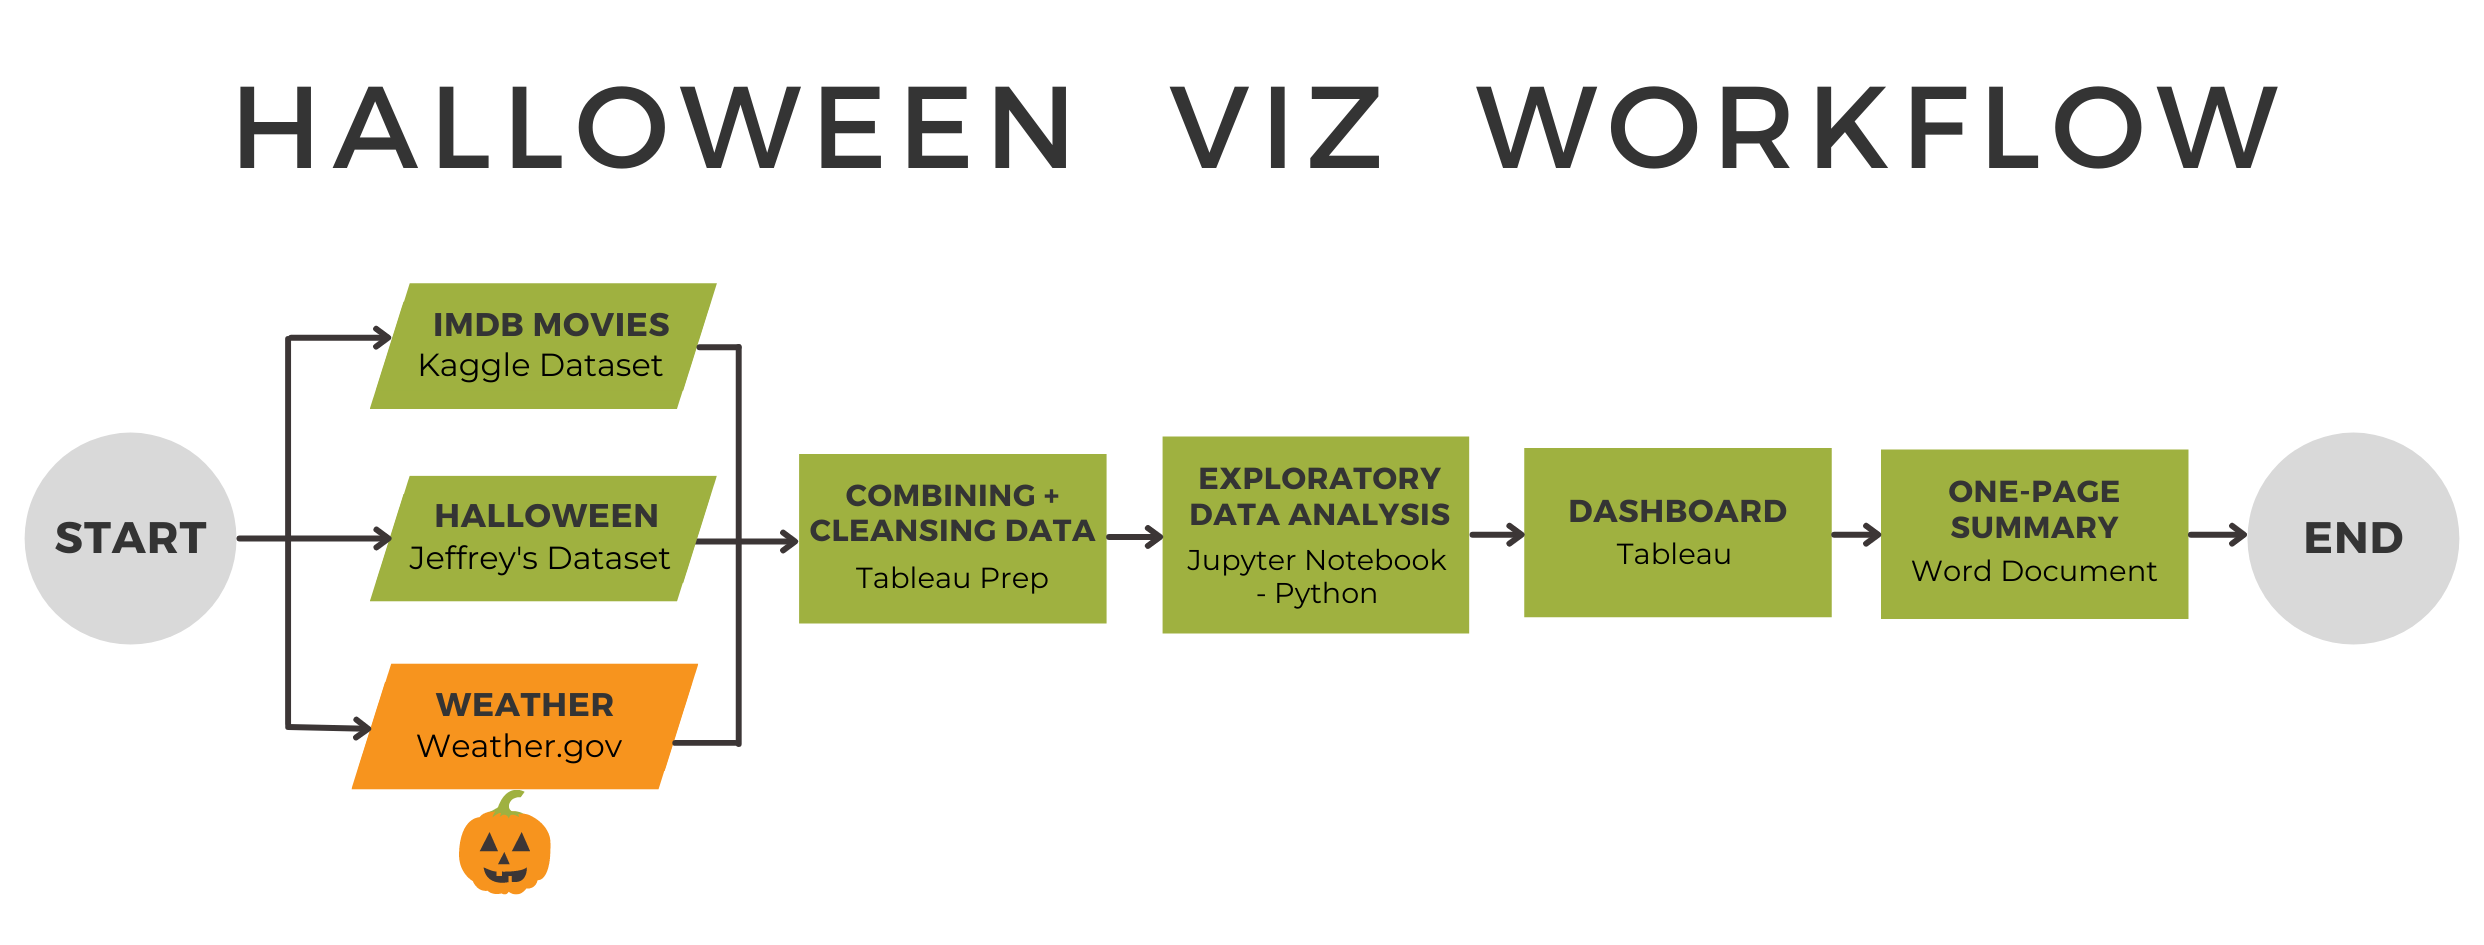 HALLOWEEN VIZ WORKFLOW
START
IMDB MOVIES
Kaggle Dataset
HALLOWEEN
Jeffrey's Dataset
WEATHER
Weather.gov
COMBINING +
CLEANSING DATA
Tableau Prep
EXPLORATORY
DATA ANALYSIS
Jupyter Notebook
- Python
DASHBOARD
Tableau
ONE-PAGE
SUMMARY
Word Document
END